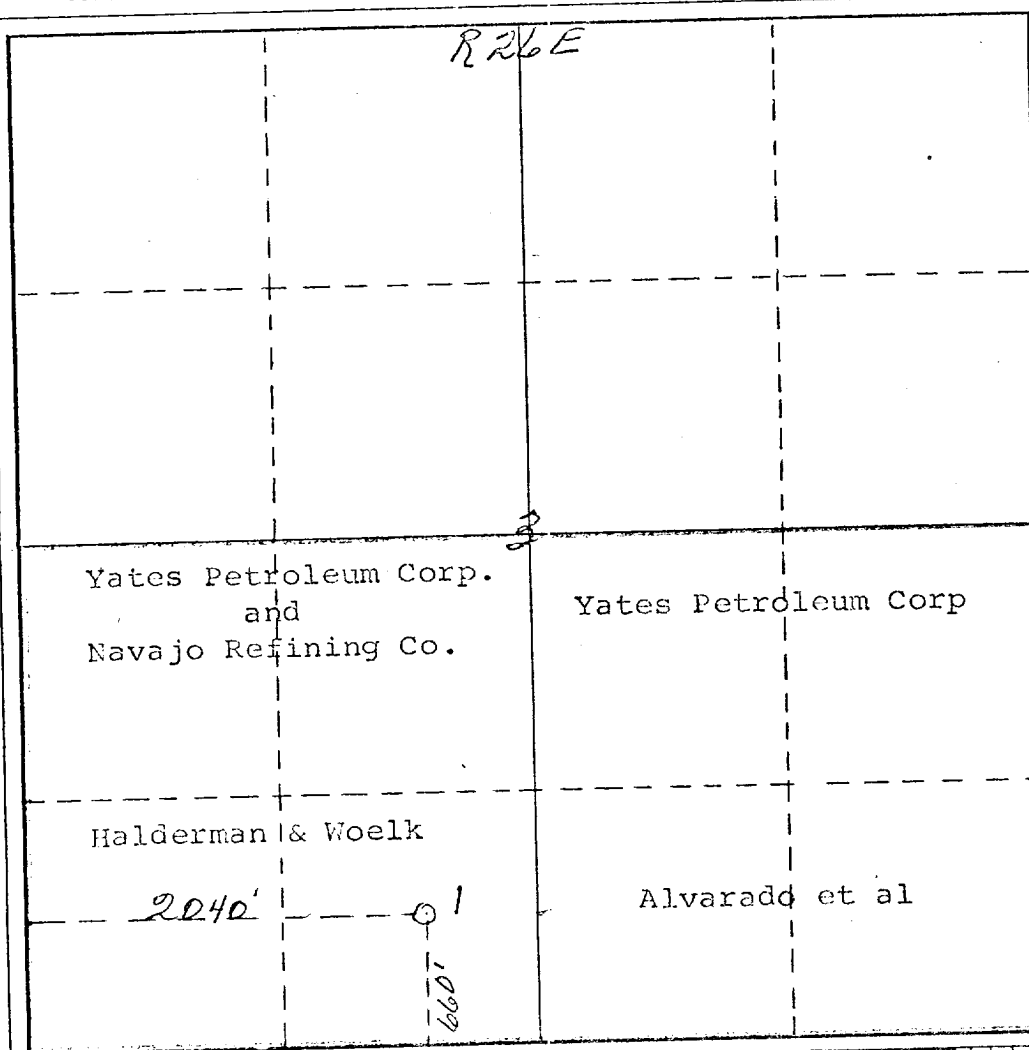 R26E
Yates Petroleum Corp.
and
Navajo Refining Co.
Yates Petroleum Corp
Halderman & Woelk
2040'
1
660'
Alvarado et al